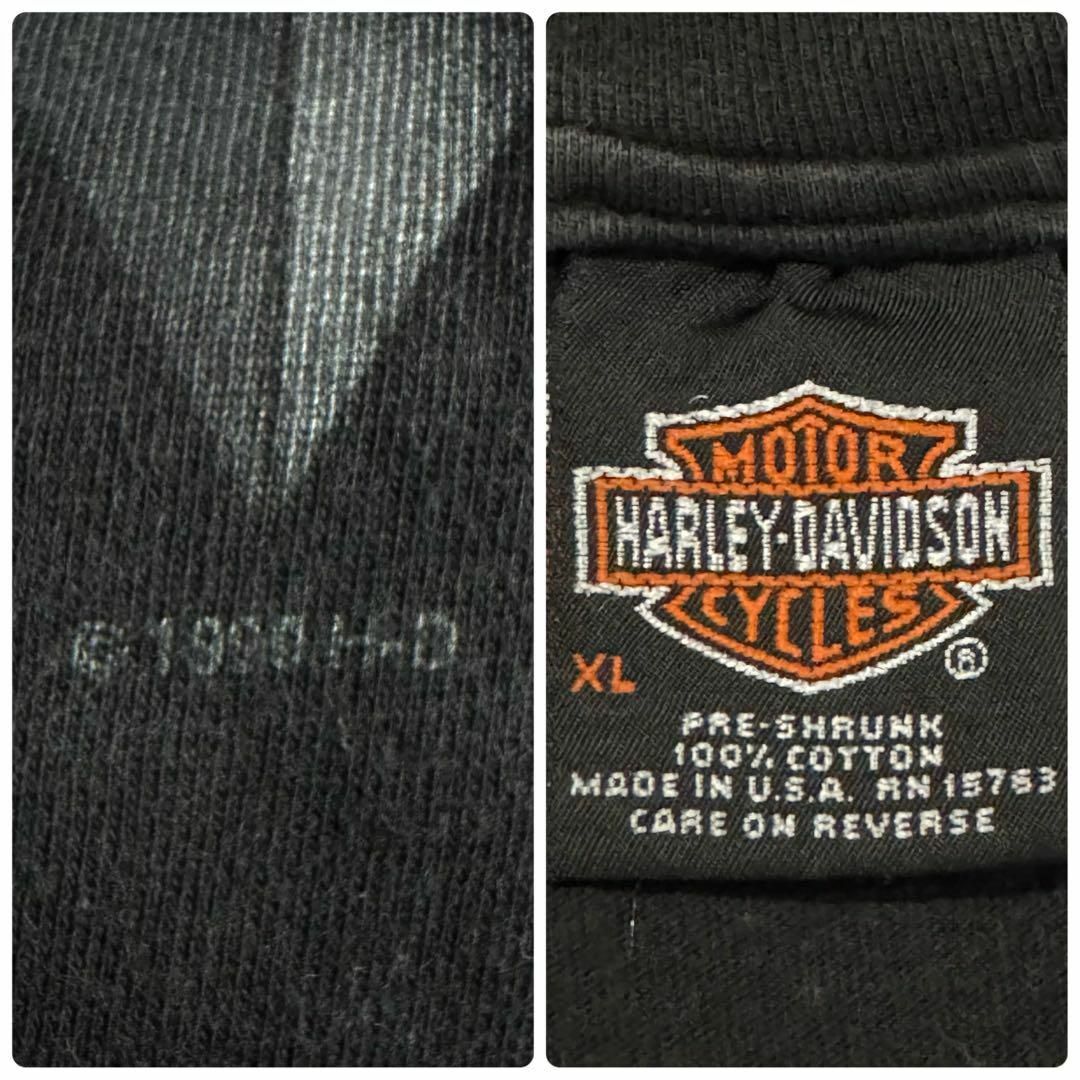 © H-D
MOTOR
HARLEY-DAVIDSON
CYCLES
®
XL
PRE-SHRUNK
100% COTTON
MADE IN U.S.A. RN 15763
CARE ON REVERSE